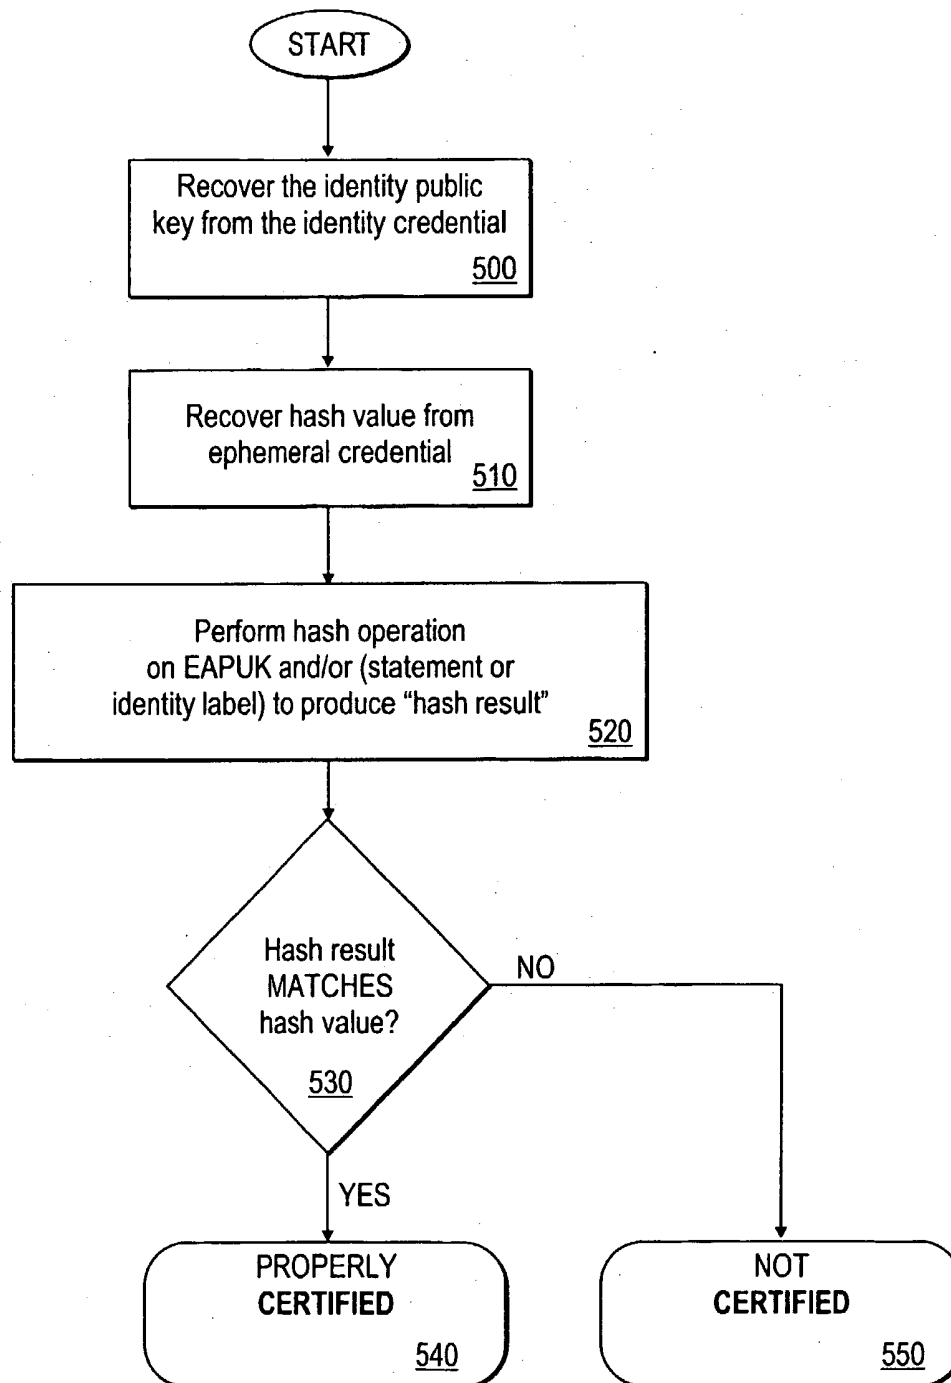 START
Recover the identity public
key from the identity credential
500
Recover hash value from
ephemeral credential
510
Perform hash operation
on EAPUK and/or (statement or
identity label) to produce “hash result”
520
Hash result
MATCHES
hash value?
530
NO
YES
PROPERLY
CERTIFIED
540
NOT
CERTIFIED
550